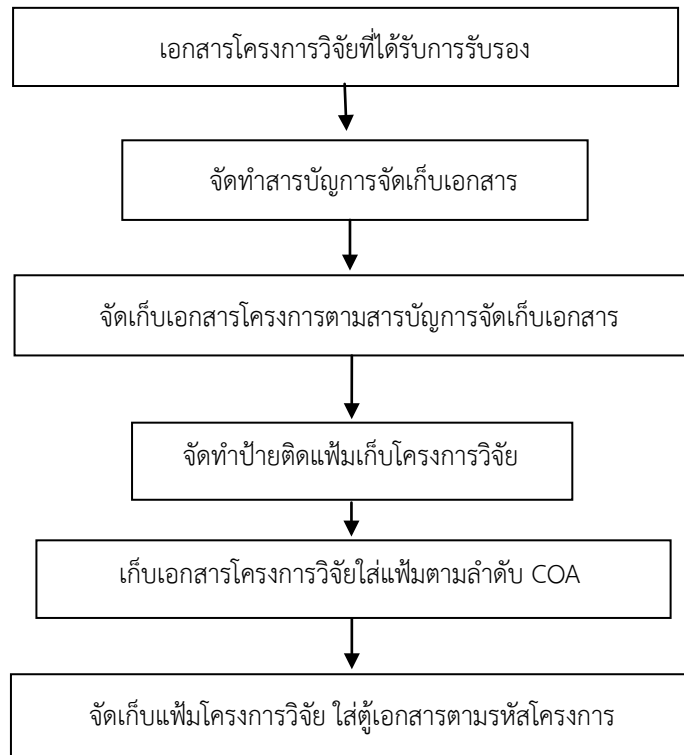 เอกสารโครงการวิจัยที่ได้รับการรับรอง
จัดทำสารบัญการจัดเก็บเอกสาร
จัดเก็บเอกสารโครงการตามสารบัญการจัดเก็บเอกสาร
จัดทำป้ายติดแฟ้มเก็บโครงการวิจัย
เก็บเอกสารโครงการวิจัยใส่แฟ้มตามลำดับ COA
จัดเก็บแฟ้มโครงการวิจัย ใส่ตู้เอกสารตามรหัสโครงการ